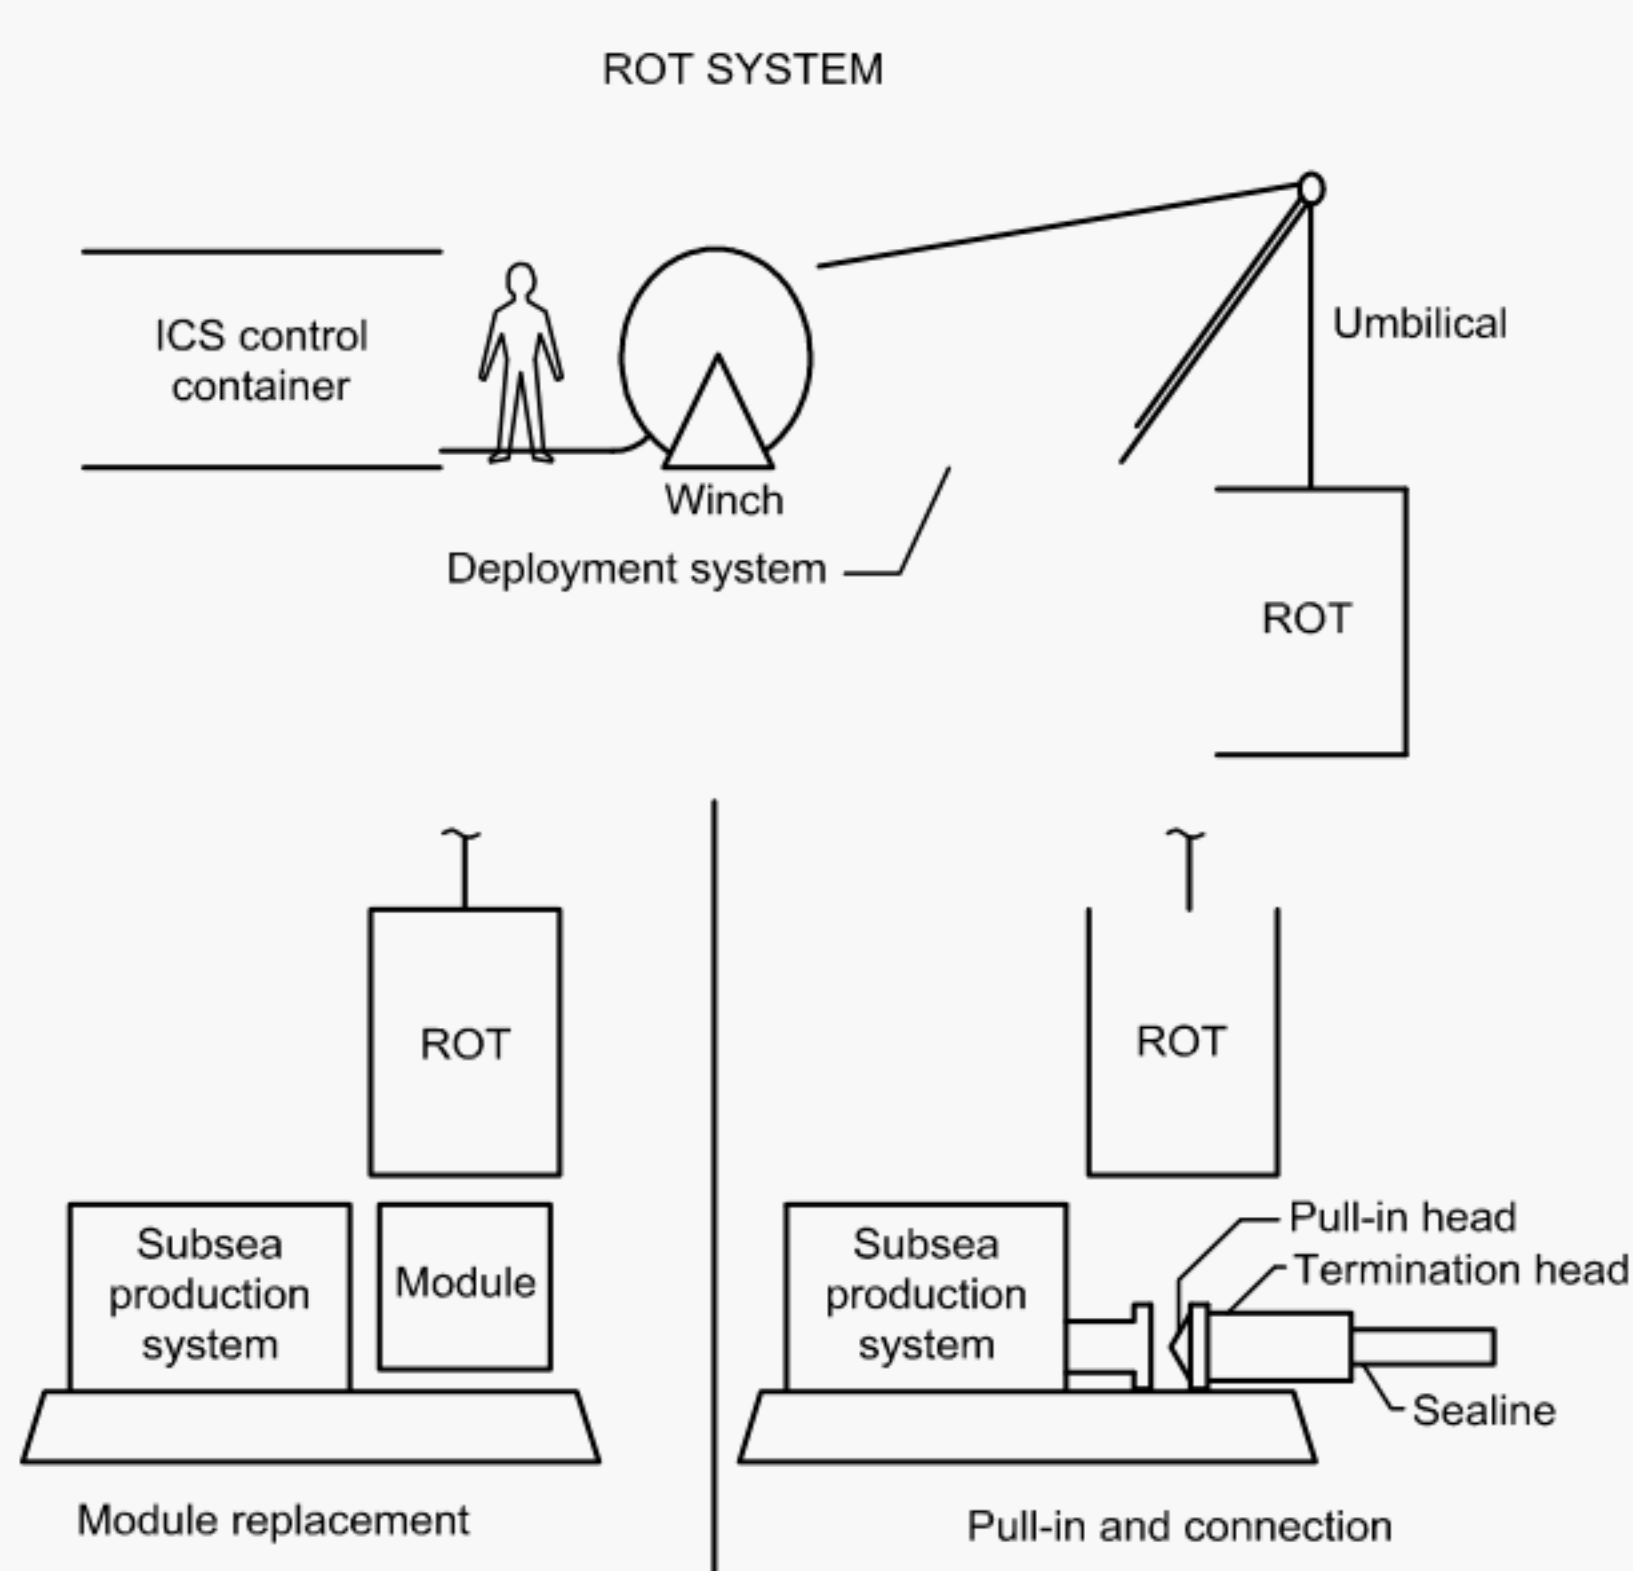 ROT SYSTEM
ICS control
container
Umbilical
Winch
Deployment system
ROT
ROT
Subsea
production
system
Module
Module replacement
ROT
Subsea
production
system
Pull-in head
Termination head
Sealine
Pull-in and connection